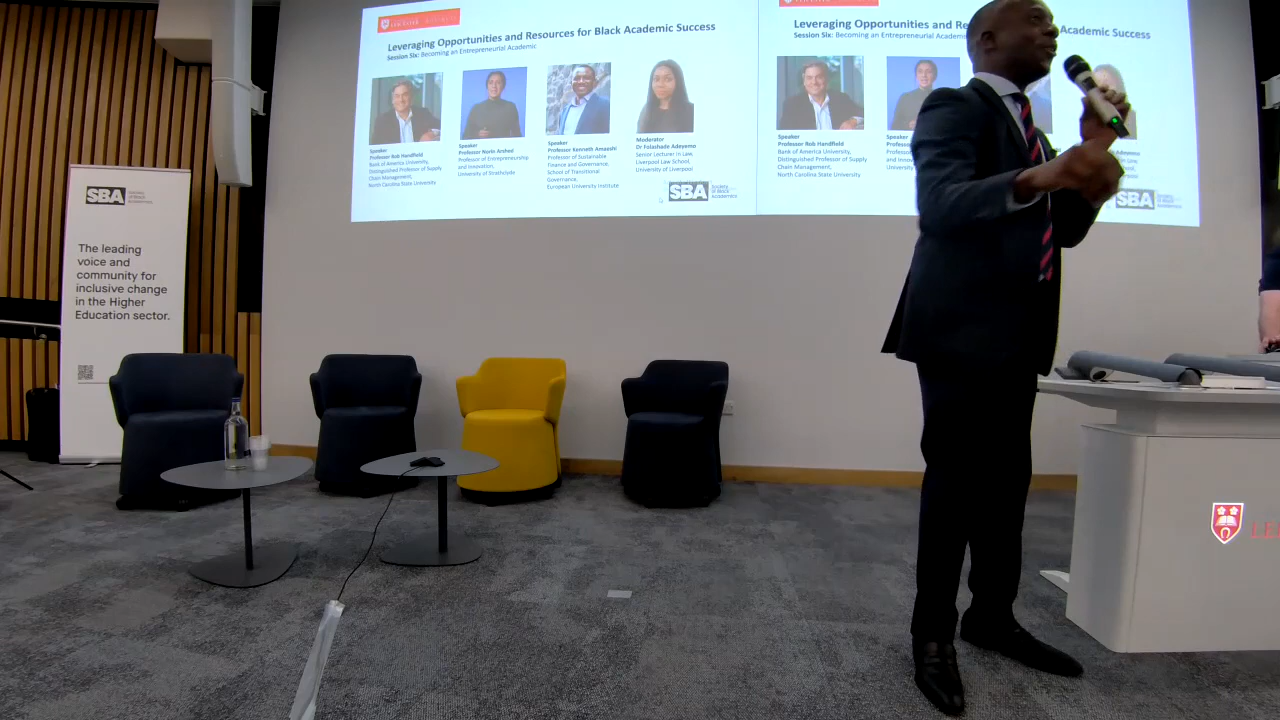 Leveraging Opportunities and Resources for Black Academic Success
Session Six: Becoming an Entrepreneurial Academic
Speaker
Professor Rob Handfield
Bank of America University,
Distinguished Professor of Supply
Chain Management,
North Carolina State University
Speaker
Professor Norin Arshed
Professor of Entrepreneurship
and Innovation,
University of Strathclyde
Speaker
Professor Kenneth Amaeshi
Professor of Sustainable
Finance and Governance,
School of Transitional
Governance,
European University Institute
Moderator
Dr Folashade Adeyemo
Senior Lecturer in Law,
Liverpool Law School,
University of Liverpool
SBA
Leveraging Opportunities and Re
Academic Success
Session Six: Becoming an Entrepreneurial Academ
Speaker
Professor Rob Handfield
Bank of America University,
Distinguished Professor of Supply
Chain Management,
North Carolina State University
Speaker
SBA
SBA
The leading
voice and
community for
inclusive change
in the Higher
Education sector.